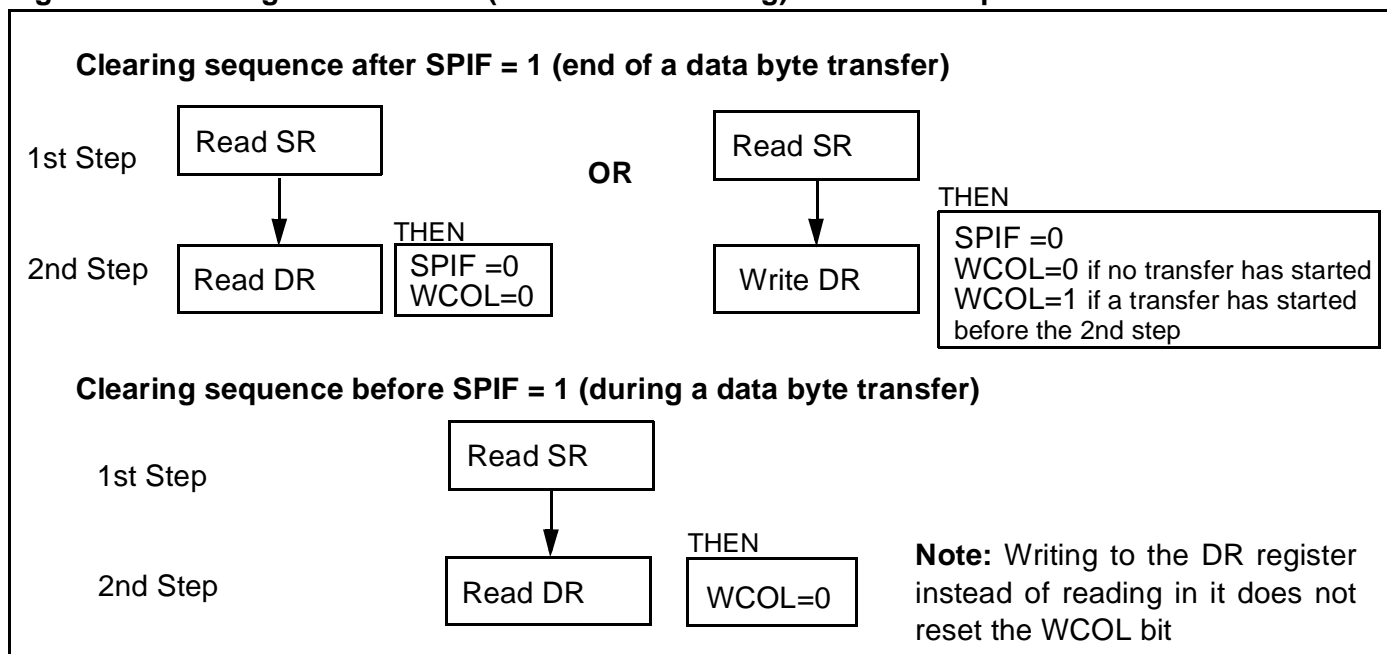 Clearing sequence after SPIF = 1 (end of a data byte transfer)
1st Step
Read SR
OR
Read SR
THEN
2nd Step
Read DR
THEN
SPIF =0
WCOL=0
Write DR
SPIF =0
WCOL=0 if no transfer has started
WCOL=1 if a transfer has started
before the 2nd step
Clearing sequence before SPIF = 1 (during a data byte transfer)
1st Step
Read SR
2nd Step
Read DR
THEN
WCOL=0
Note: Writing to the DR register
instead of reading in it does not
reset the WCOL bit